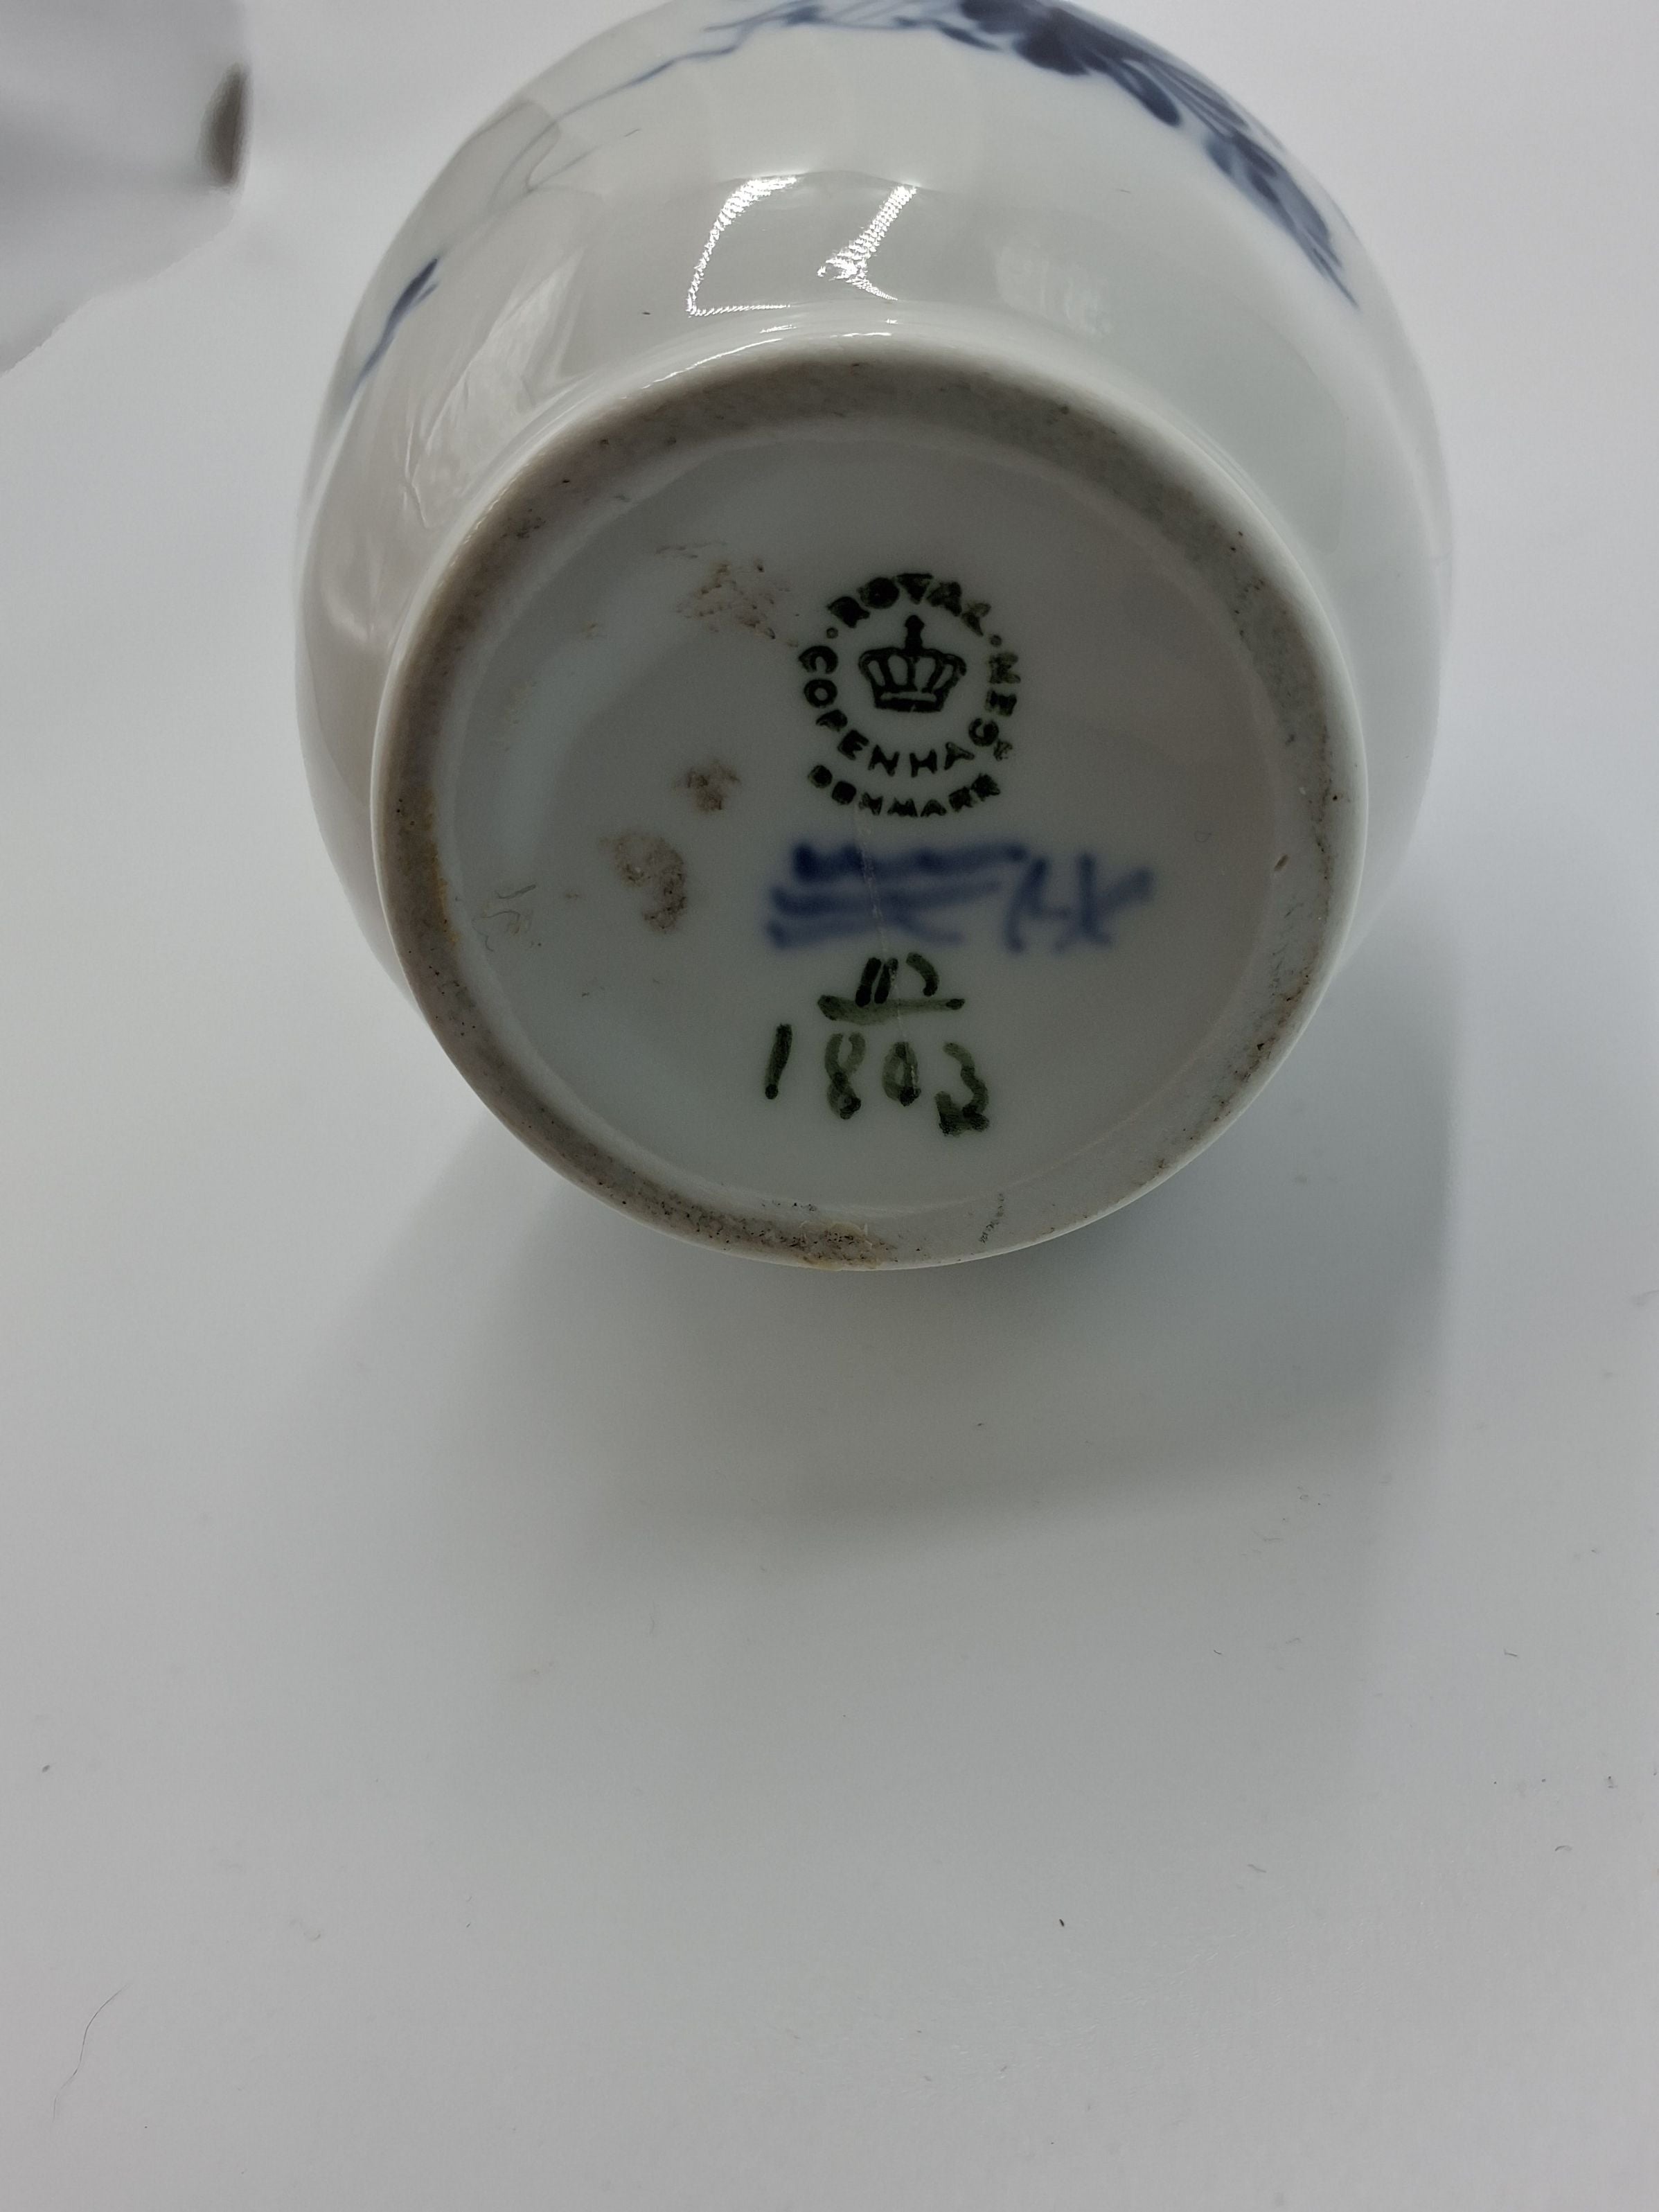 ROYAL
COPENHAGEN
DENMARK
1803